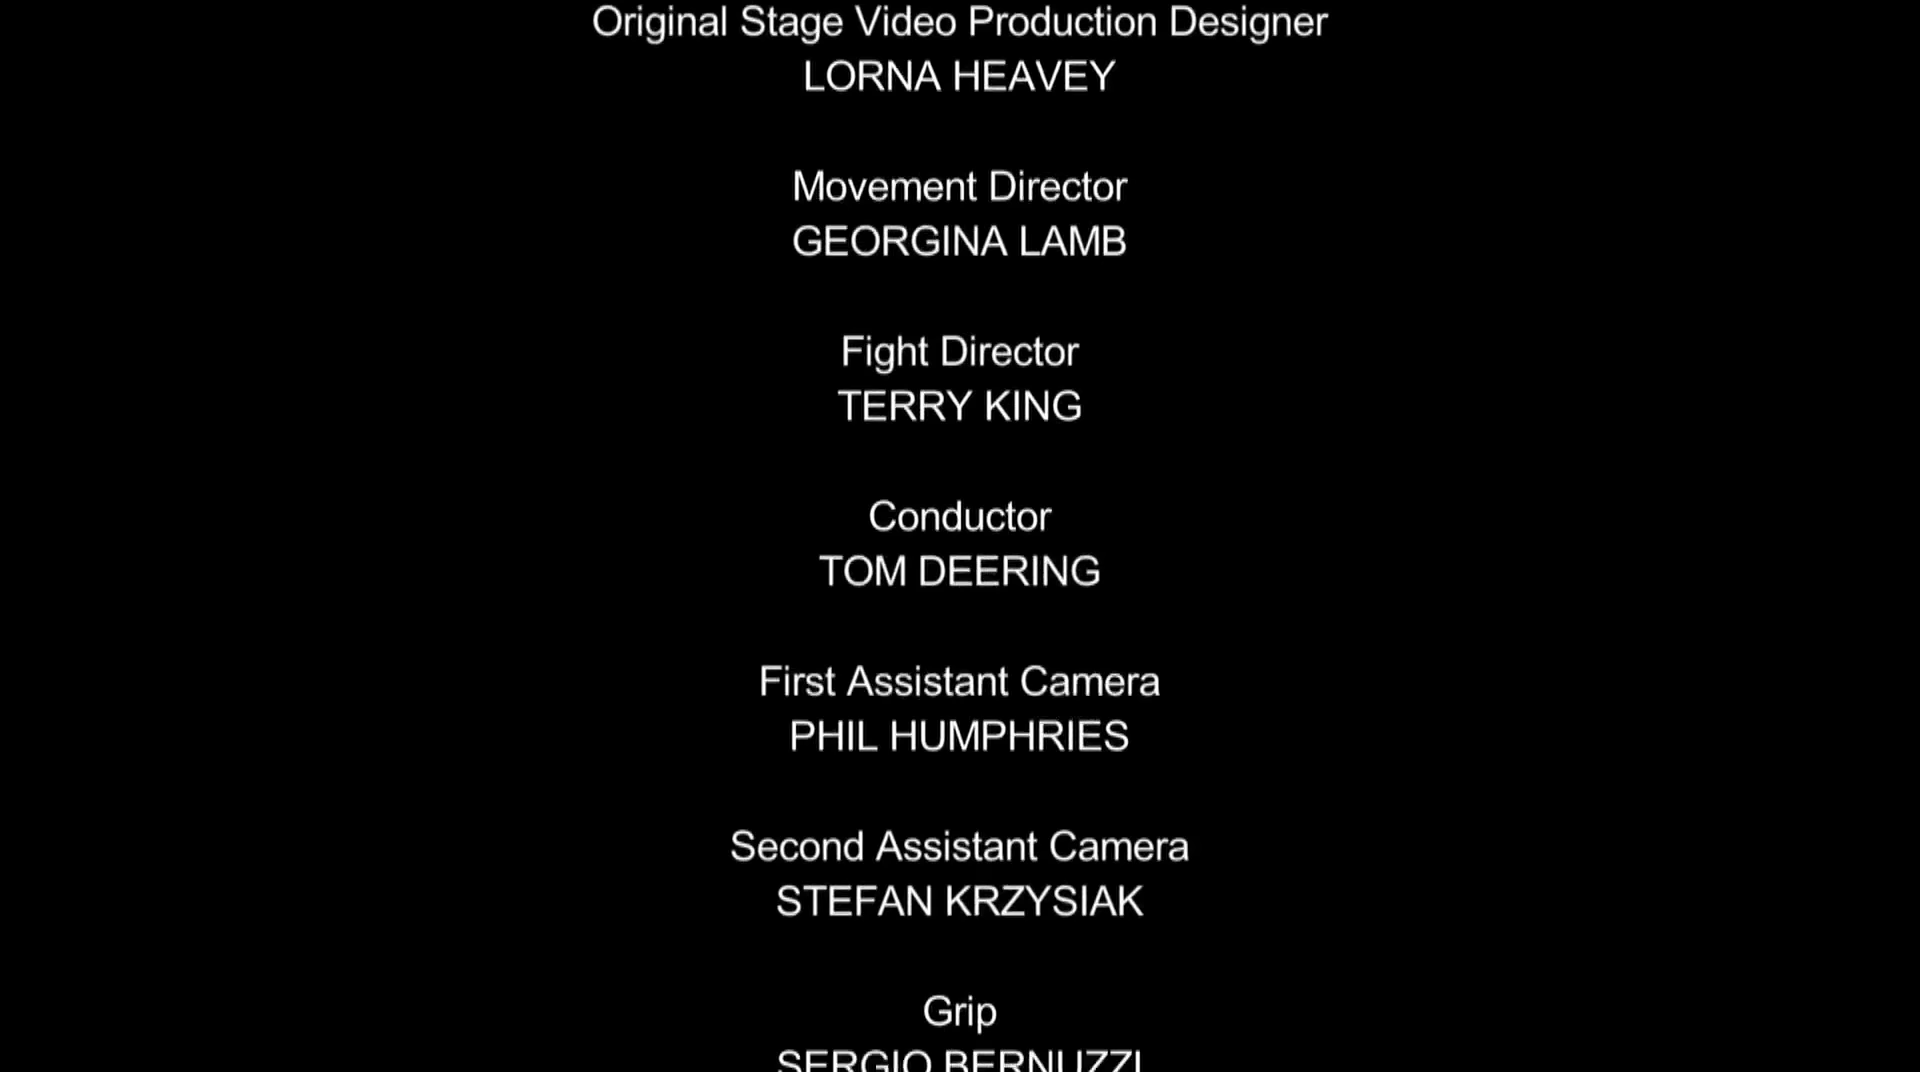 Original Stage Video Production Designer
LORNA HEAVEY
Movement Director
GEORGINA LAMB
Fight Director
TERRY KING
Conductor
TOM DEERING
First Assistant Camera
PHIL HUMPHRIES
Second Assistant Camera
STEFAN KRZYSIAK
Grip
SERGIO BERNUZZI